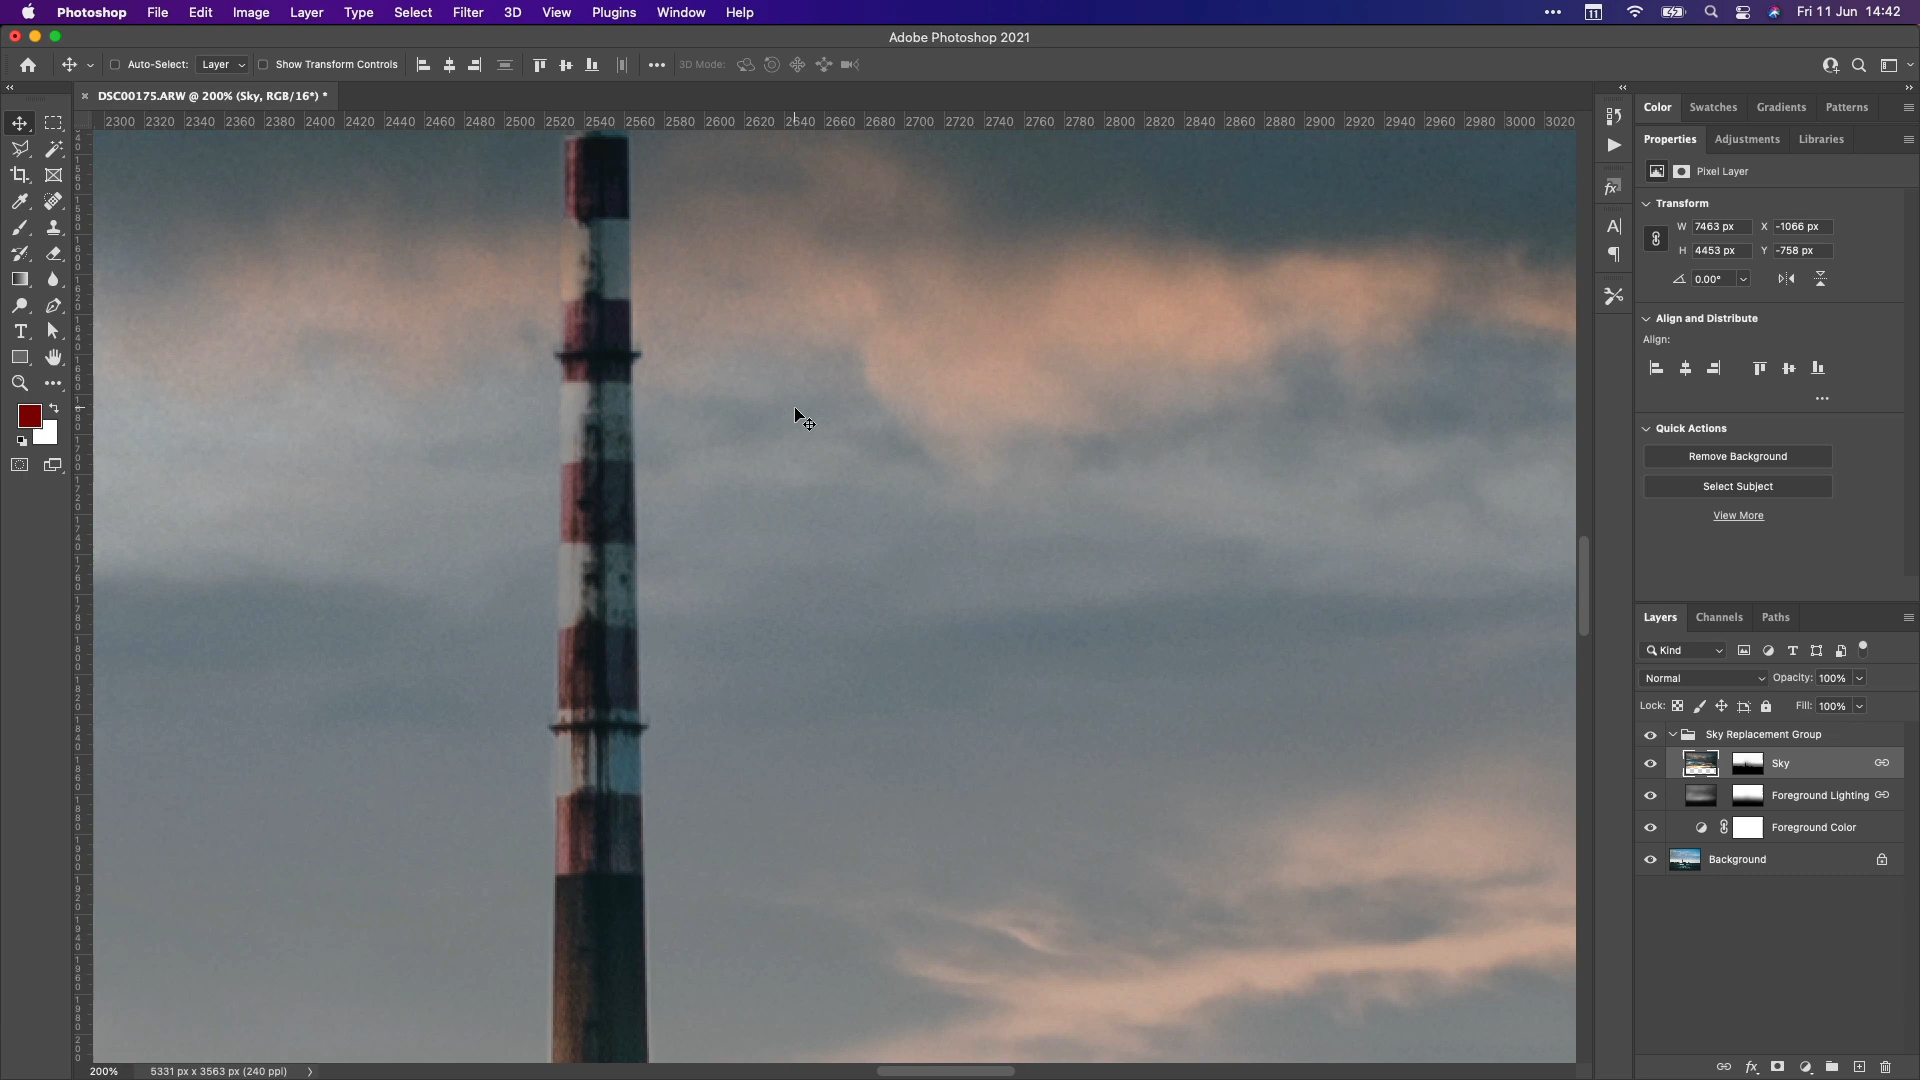 Photoshop File Edit Image Layer Type Select Filter 3D View Plugins Window Help 11 Fri 11 Jun 14:42
Adobe Photoshop 2021
Auto-Select: Layer Show Transform Controls 3D Mode:
DSC00175.ARW @ 200% (Sky, RGB/16*) *
2300 2320 2340 2360 2380 2400 2420 2440 2460 2480 2500 2520 2540 2560 2580 2600 2620 2640 2660 2680 2700 2720 2740 2760 2780 2800 2820 2840 2860 2880 2900 2920 2940 2960 2980 3000 3020
Color Swatches Gradients Patterns
Properties Adjustments Libraries
Pixel Layer
Transform
W 7463 px X -1066 px
H 4453 px Y -758 px
0.00°
Align and Distribute
Align:
Quick Actions
Remove Background
Select Subject
View More
Layers Channels Paths
Kind
Normal Opacity: 100%
Lock: Fill: 100%
Sky Replacement Group
Sky
Foreground Lighting
Foreground Color
Background
200% 5331 px x 3563 px (240 ppi)